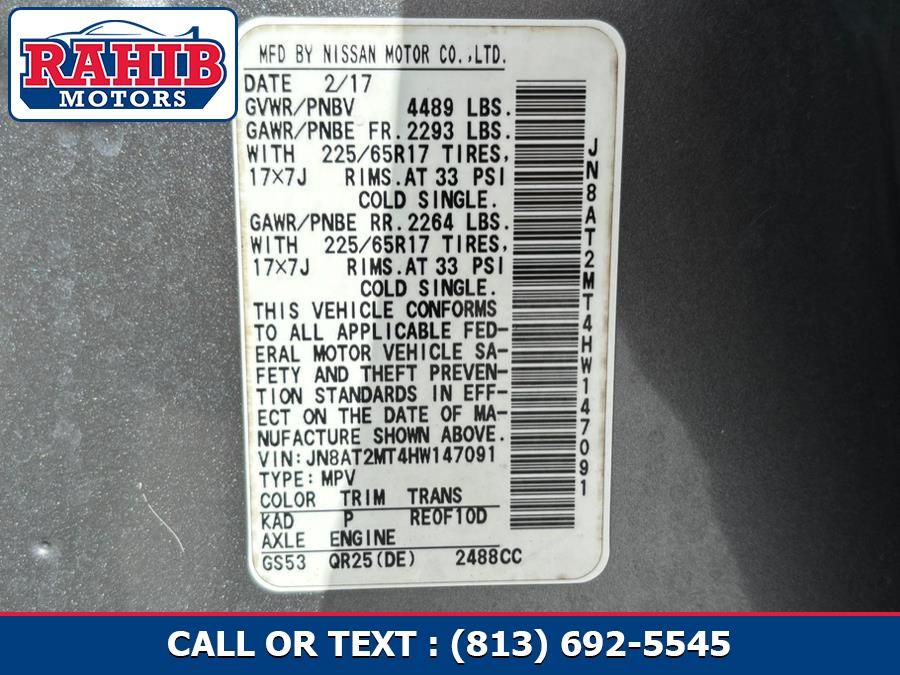 RAHIB
MOTORS
MFD BY NISSAN MOTOR CO.,LTD.
DATE 2/17
GVWR/PNBV 4489 LBS.
GAWR/PNBE FR. 2293 LBS.
WITH 225/65R17 TIRES,
17×7J RIMS.AT 33 PSI
COLD SINGLE.
GAWR/PNBE RR. 2264 LBS.
WITH 225/65R17 TIRES,
17×7J RIMS.AT 33 PSI
COLD SINGLE.
THIS VEHICLE CONFORMS
TO ALL APPLICABLE FED-
ERAL MOTOR VEHICLE SA-
FETY AND THEFT PREVEN-
TION STANDARDS IN EFF-
ECT ON THE DATE OF MA-
NUFACTURE SHOWN ABOVE.
VIN:JN8AT2MT4HW147091
TYPE:MPV
COLOR TRIM TRANS
KAD P RE0F10D
AXLE ENGINE
GS53 QR25(DE) 2488CC
JN8AT2MT4HW147091
CALL OR TEXT : (813) 692-5545